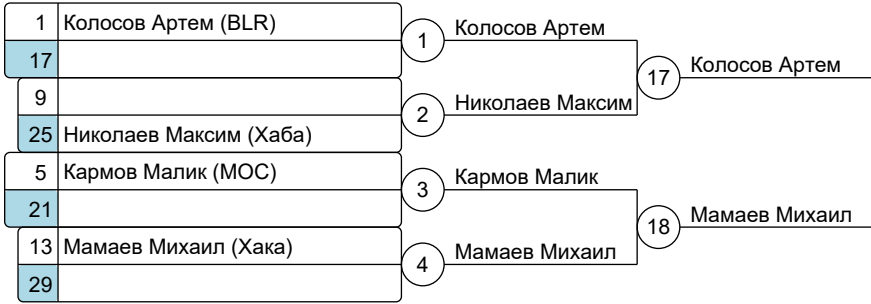 1 Колосов Артем (BLR)
17
9
25 Николаев Максим (Хаба)
5 Кармов Малик (МОС)
21
13 Мамаев Михаил (Хака)
29
1 Колосов Артем
2 Николаев Максим
3 Кармов Малик
4 Мамаев Михаил
17 Колосов Артем
18 Мамаев Михаил